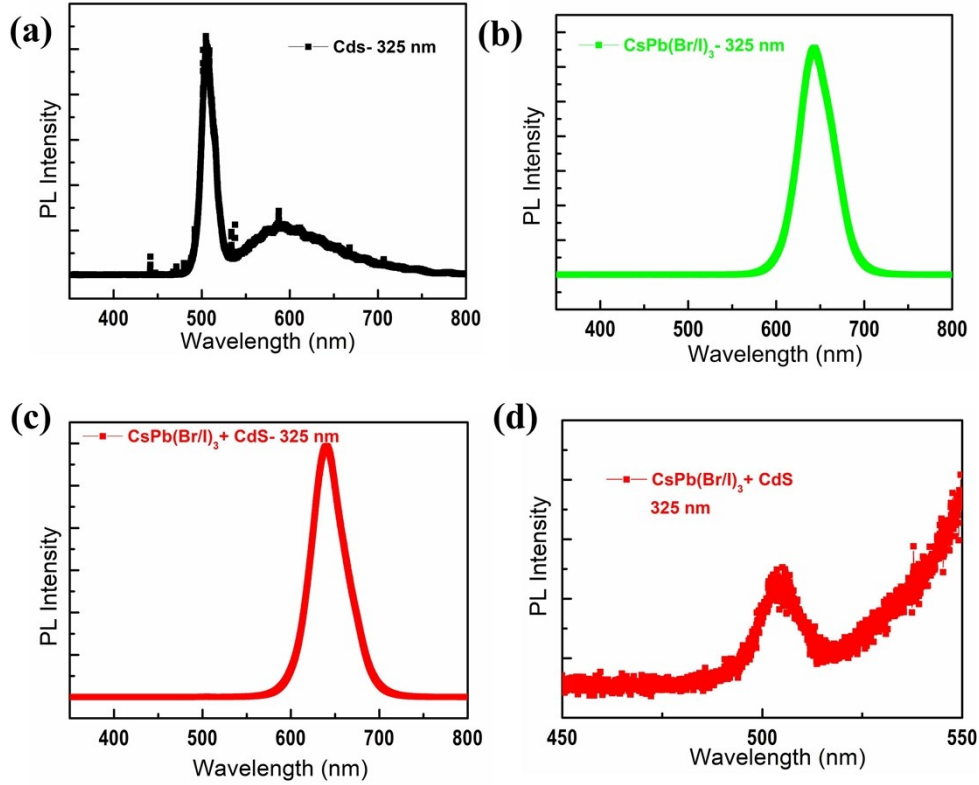 (a)
Cds- 325 nm
PL Intensity
400 500 600 700 800
Wavelength (nm)
(b)
CsPb(Br/I)₃- 325 nm
PL Intensity
400 500 600 700 800
Wavelength (nm)
(c)
CsPb(Br/I)₃+ CdS- 325 nm
PL Intensity
400 500 600 700 800
Wavelength (nm)
(d)
CsPb(Br/I)₃+ CdS
325 nm
PL Intensity
450 500 550
Wavelength (nm)